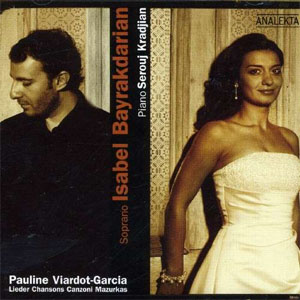 ANALEKTA
Soprano Isabel Bayrakdarian
Piano Serouj Kradjian
Pauline Viardot-Garcia
Lieder Chansons Canzoni Mazurkas